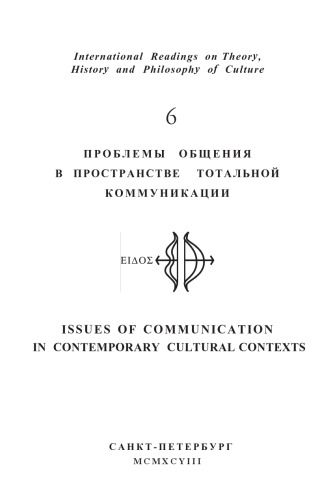 International Readings on Theory,
History and Philosophy of Culture
6
ПРОБЛЕМЫ ОБЩЕНИЯ
В ПРОСТРАНСТВЕ ТОТАЛЬНОЙ
КОММУНИКАЦИИ
ΕΙΔΟΣ
ISSUES OF COMMUNICATION
IN CONTEMPORARY CULTURAL CONTEXTS
САНКТ-ПЕТЕРБУРГ
MCMXCVIII